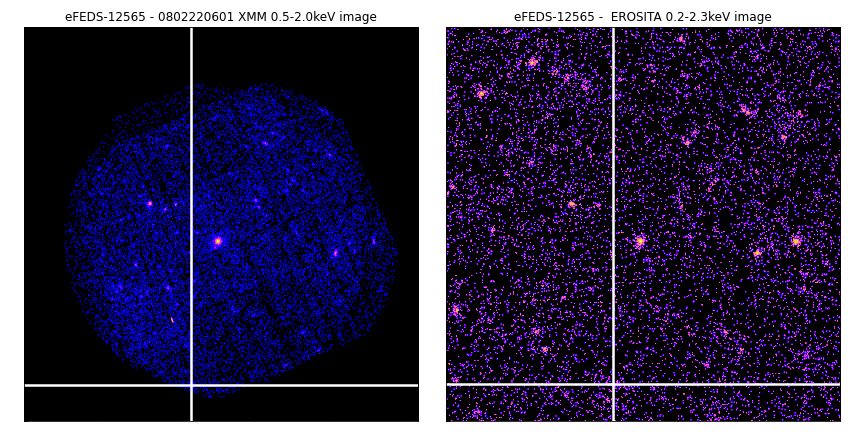 eFEDS-12565 - 0802220601 XMM 0.5-2.0keV image
eFEDS-12565 - EROSITA 0.2-2.3keV image